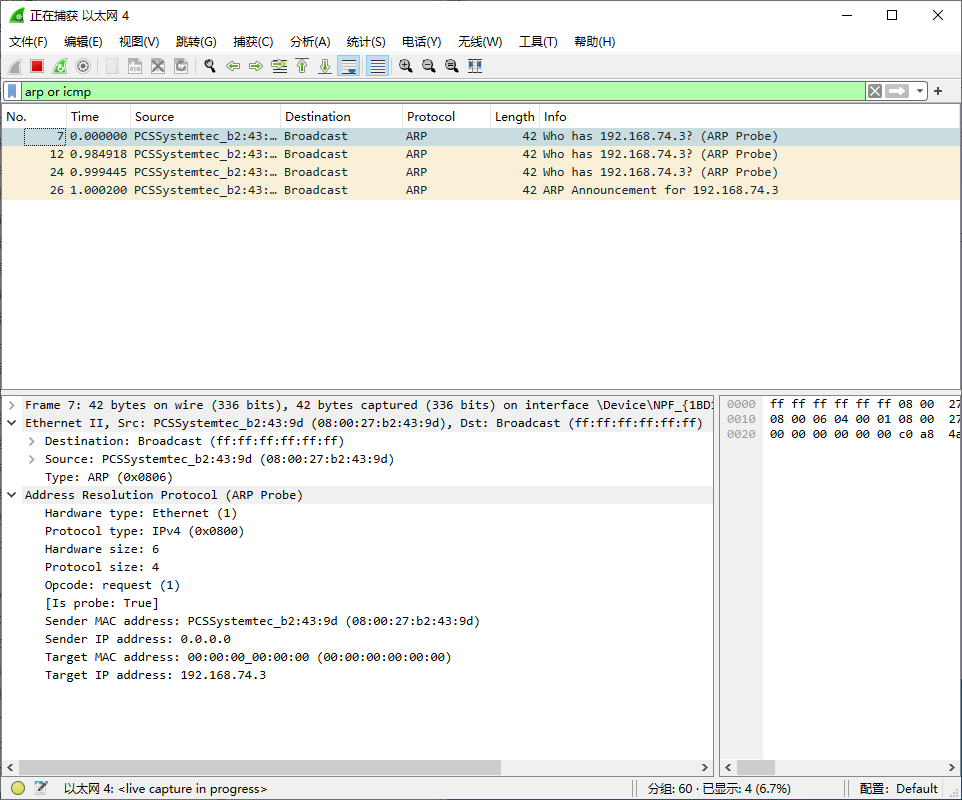 正在捕获 以太网 4
文件(F) 编辑(E) 视图(V) 跳转(G) 捕获(C) 分析(A) 统计(S) 电话(Y) 无线(W) 工具(T) 帮助(H)
arp or icmp
No. Time Source Destination Protocol Length Info
7 0.000000 PCSSystemtec_b2:43:… Broadcast ARP 42 Who has 192.168.74.3? (ARP Probe)
12 0.984918 PCSSystemtec_b2:43:… Broadcast ARP 42 Who has 192.168.74.3? (ARP Probe)
24 0.999445 PCSSystemtec_b2:43:… Broadcast ARP 42 Who has 192.168.74.3? (ARP Probe)
26 1.000200 PCSSystemtec_b2:43:… Broadcast ARP 42 ARP Announcement for 192.168.74.3
Frame 7: 42 bytes on wire (336 bits), 42 bytes captured (336 bits) on interface \Device\NPF_{1BD1
Ethernet II, Src: PCSSystemtec_b2:43:9d (08:00:27:b2:43:9d), Dst: Broadcast (ff:ff:ff:ff:ff:ff)
Destination: Broadcast (ff:ff:ff:ff:ff:ff)
Source: PCSSystemtec_b2:43:9d (08:00:27:b2:43:9d)
Type: ARP (0x0806)
Address Resolution Protocol (ARP Probe)
Hardware type: Ethernet (1)
Protocol type: IPv4 (0x0800)
Hardware size: 6
Protocol size: 4
Opcode: request (1)
[Is probe: True]
Sender MAC address: PCSSystemtec_b2:43:9d (08:00:27:b2:43:9d)
Sender IP address: 0.0.0.0
Target MAC address: 00:00:00_00:00:00 (00:00:00:00:00:00)
Target IP address: 192.168.74.3
0000 ff ff ff ff ff ff 08 00 27
0010 08 00 06 04 00 01 08 00 27
0020 00 00 00 00 00 00 c0 a8 4a
以太网 4: <live capture in progress>
分组: 60 · 已显示: 4 (6.7%)
配置: Default